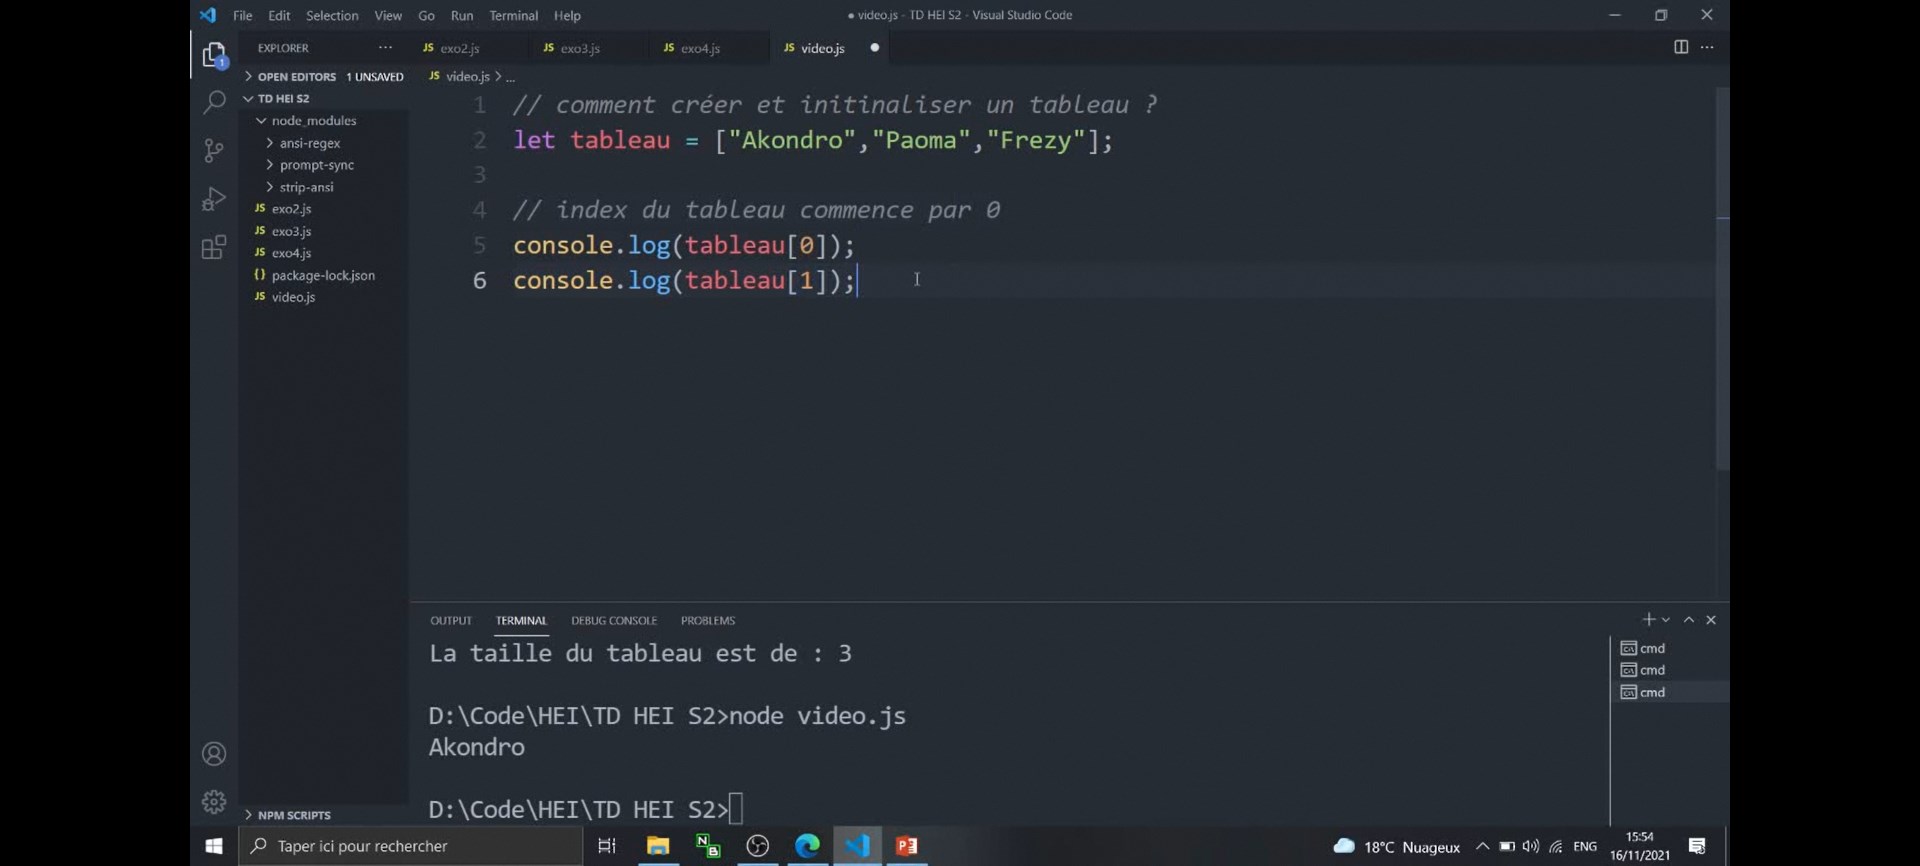 File Edit Selection View Go Run Terminal Help
● video.js - TD HEI S2 - Visual Studio Code
EXPLORER ···
JS exo2.js JS exo3.js JS exo4.js JS video.js ●
1
OPEN EDITORS 1 UNSAVED
JS video.js > ...
TD HEI S2
node_modules
ansi-regex
prompt-sync
strip-ansi
JS exo2.js
JS exo3.js
JS exo4.js
{} package-lock.json
JS video.js
NPM SCRIPTS
1 // comment créer et initinaliser un tableau ?
2 let tableau = ["Akondro","Paoma","Frezy"];
3
4 // index du tableau commence par 0
5 console.log(tableau[0]);
6 console.log(tableau[1]);
OUTPUT TERMINAL DEBUG CONSOLE PROBLEMS
La taille du tableau est de : 3
D:\Code\HEI\TD HEI S2>node video.js
Akondro
D:\Code\HEI\TD HEI S2>
cmd
cmd
cmd
Taper ici pour rechercher
18°C Nuageux
ENG
15:54
16/11/2021